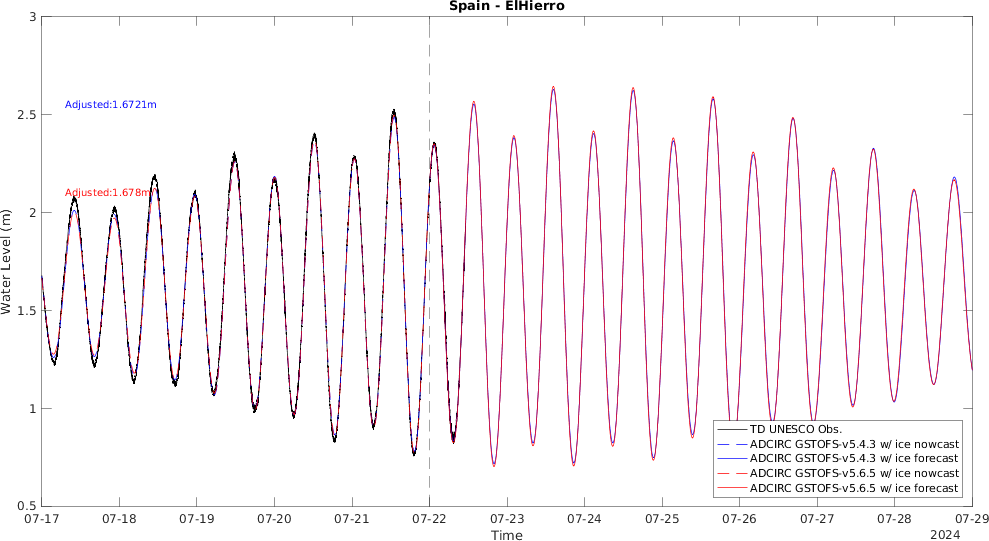 Spain - ElHierro
3
2.5
2
1.5
1
0.5
Water Level (m)
Adjusted:1.6721m
Adjusted:1.678m
TD UNESCO Obs.
ADCIRC GSTOFS-v5.4.3 w/ ice nowcast
ADCIRC GSTOFS-v5.4.3 w/ ice forecast
ADCIRC GSTOFS-v5.6.5 w/ ice nowcast
ADCIRC GSTOFS-v5.6.5 w/ ice forecast
07-17 07-18 07-19 07-20 07-21 07-22 07-23 07-24 07-25 07-26 07-27 07-28 07-29
Time
2024